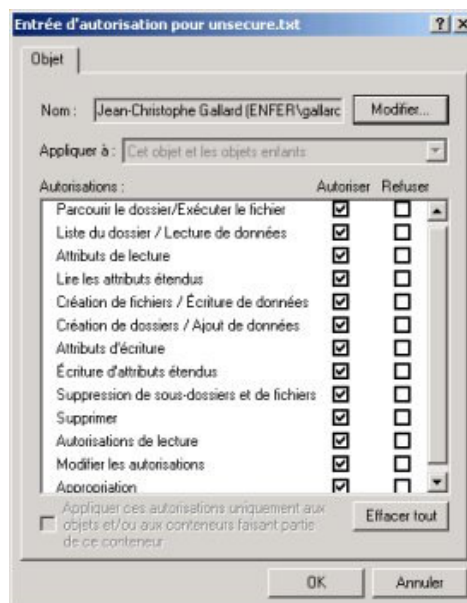 Entrée d'autorisation pour unsecure.txt
Objet
Nom : Jean-Christophe Gallard (ENFER\gallarc Modifier...
Appliquer à : Cet objet et les objets enfants
Autorisations : Autoriser Refuser
Parcourir le dossier/Exécuter le fichier
Liste du dossier / Lecture de données
Attributs de lecture
Lire les attributs étendus
Création de fichiers / Écriture de données
Création de dossiers / Ajout de données
Attributs d'écriture
Écriture d'attributs étendus
Suppression de sous-dossiers et de fichiers
Supprimer
Autorisations de lecture
Modifier les autorisations
Appropriation
Appliquer ces autorisations uniquement aux
objets et/ou aux conteneurs faisant partie
de ce conteneur
Effacer tout
OK Annuler